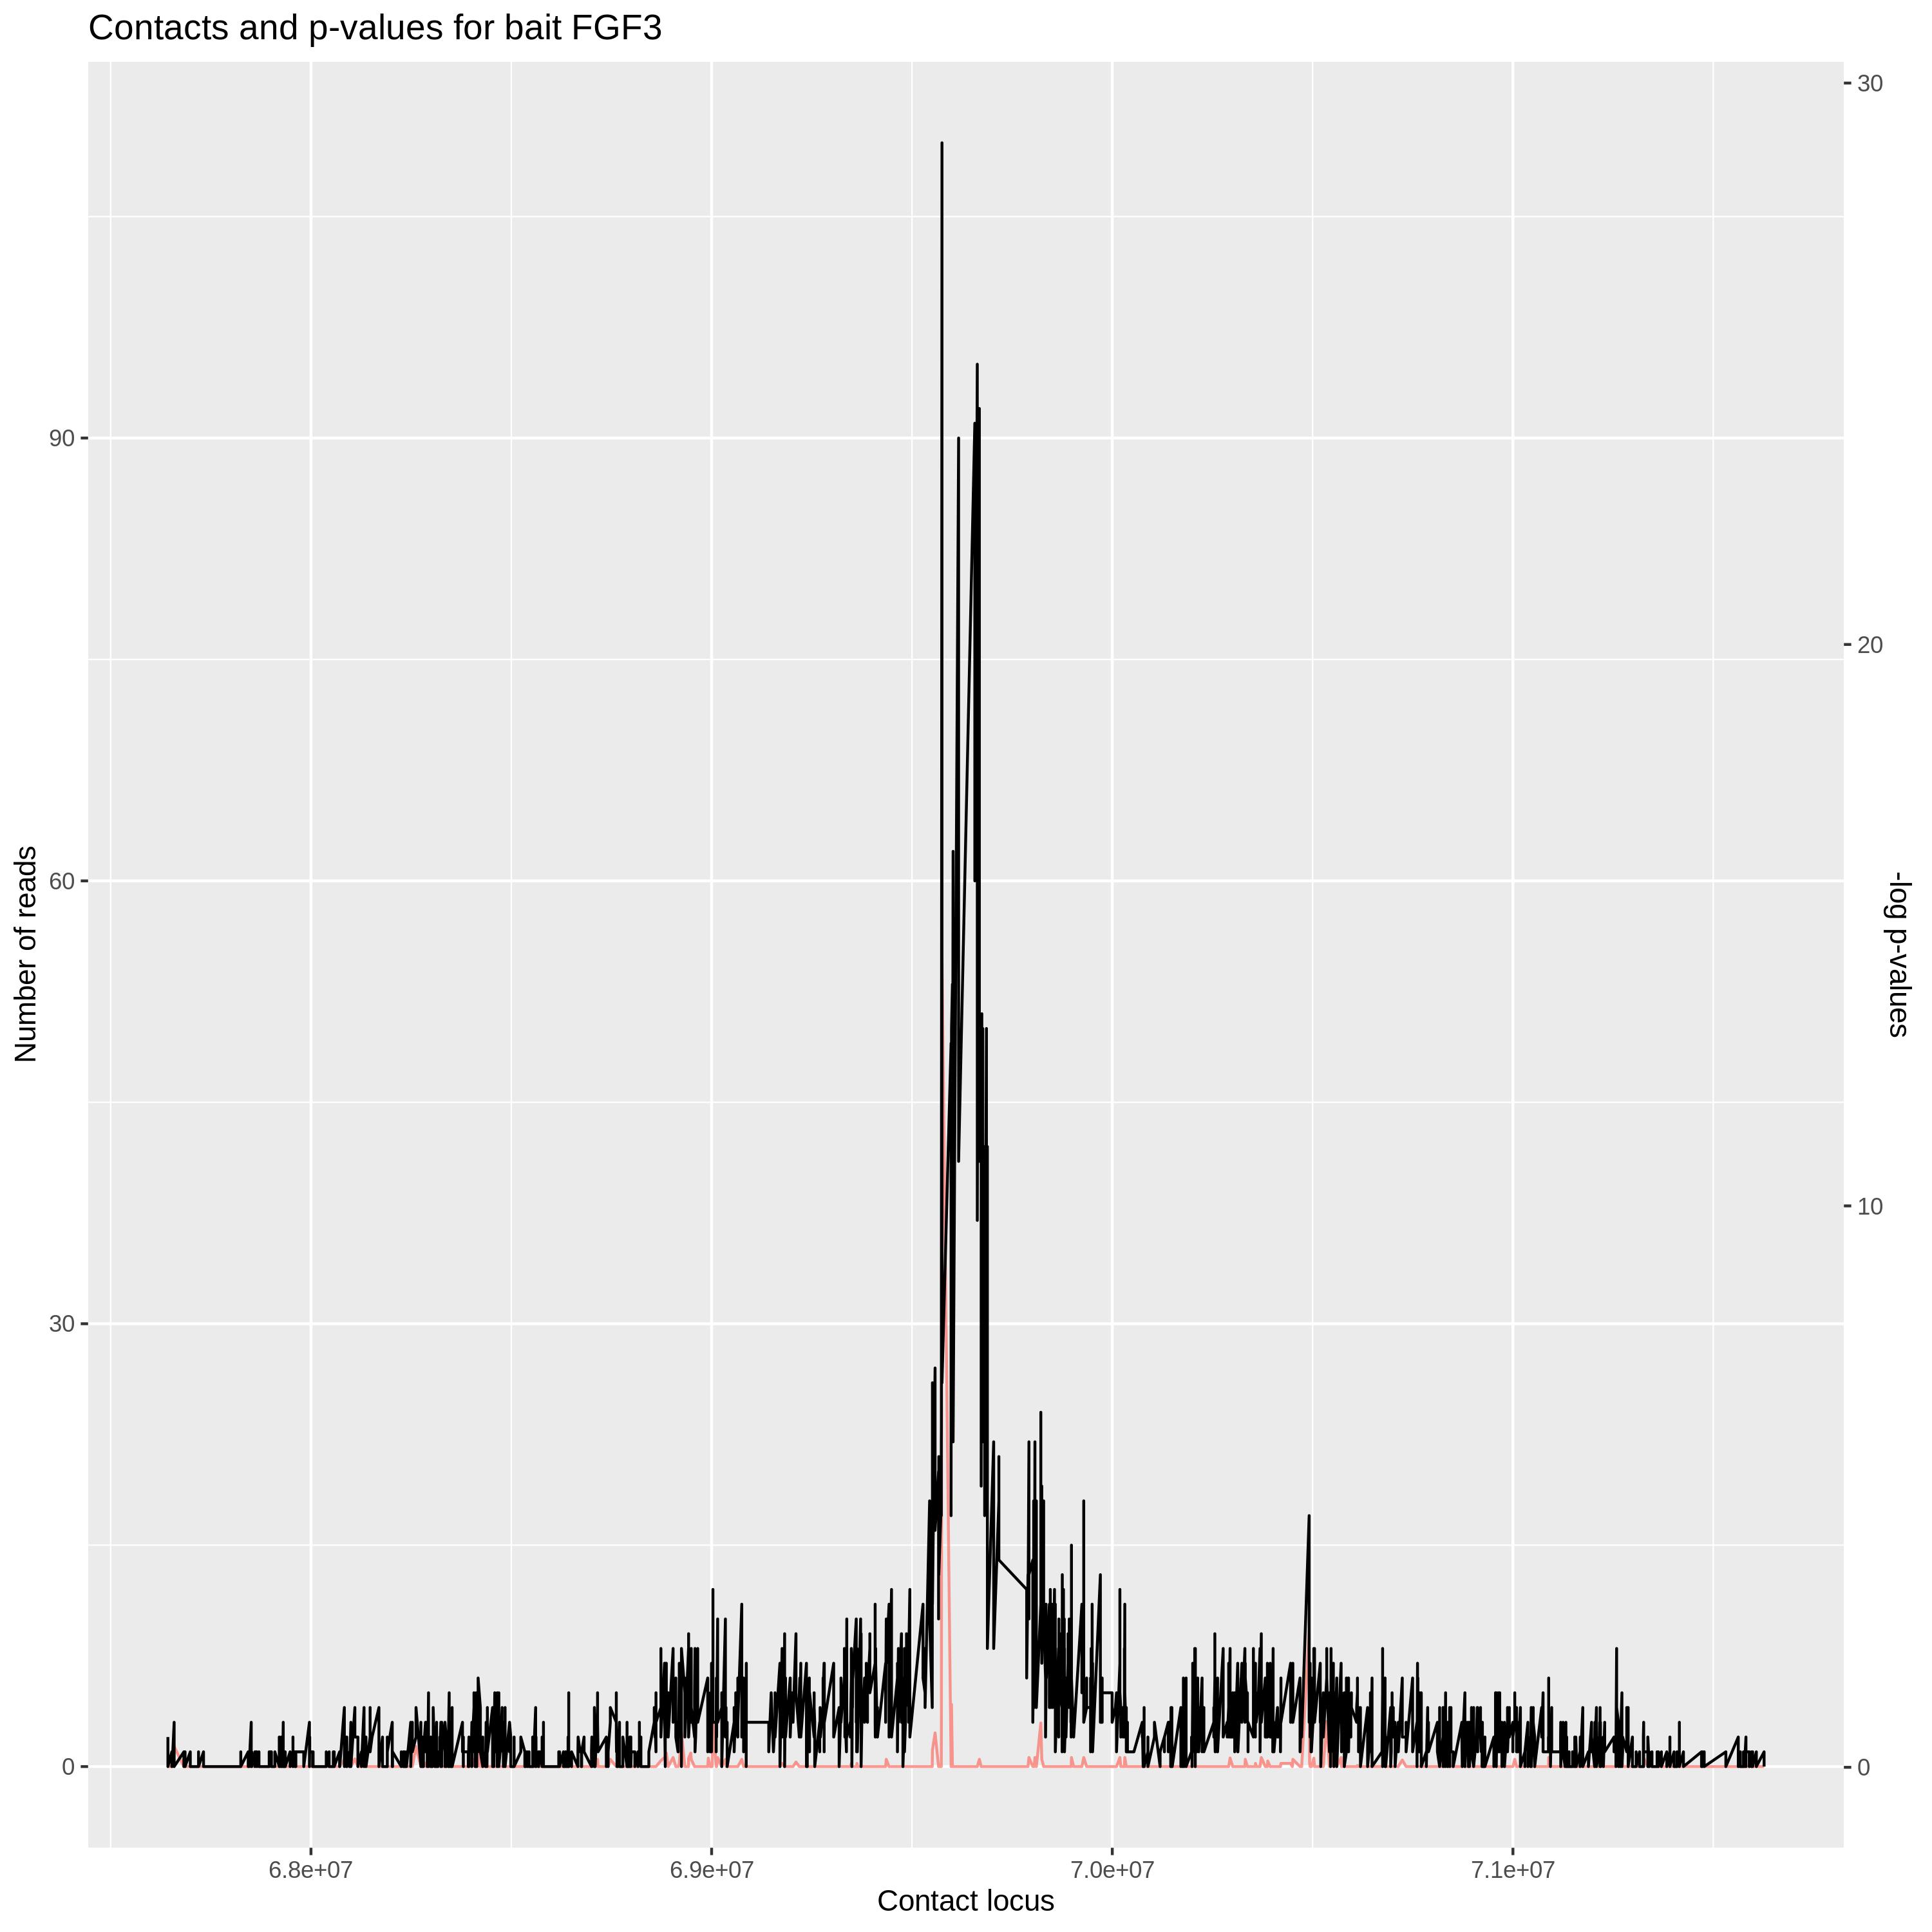 Contacts and p-values for bait FGF3
30
90
20
60
Number of reads
-log p-values
10
30
0
0
6.8e+07
6.9e+07
7.0e+07
7.1e+07
Contact locus